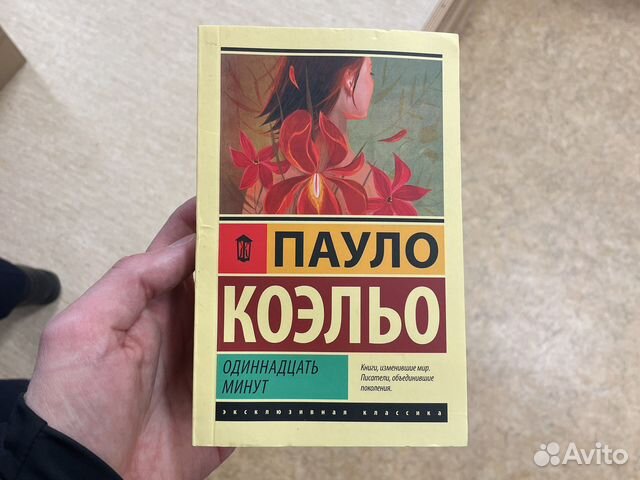 ПАУЛО
КОЭЛЬО
ОДИННАДЦАТЬ
МИНУТ
Книги, изменившие мир.
Писатели, объединившие
поколения.
эксклюзивная классика
Avito